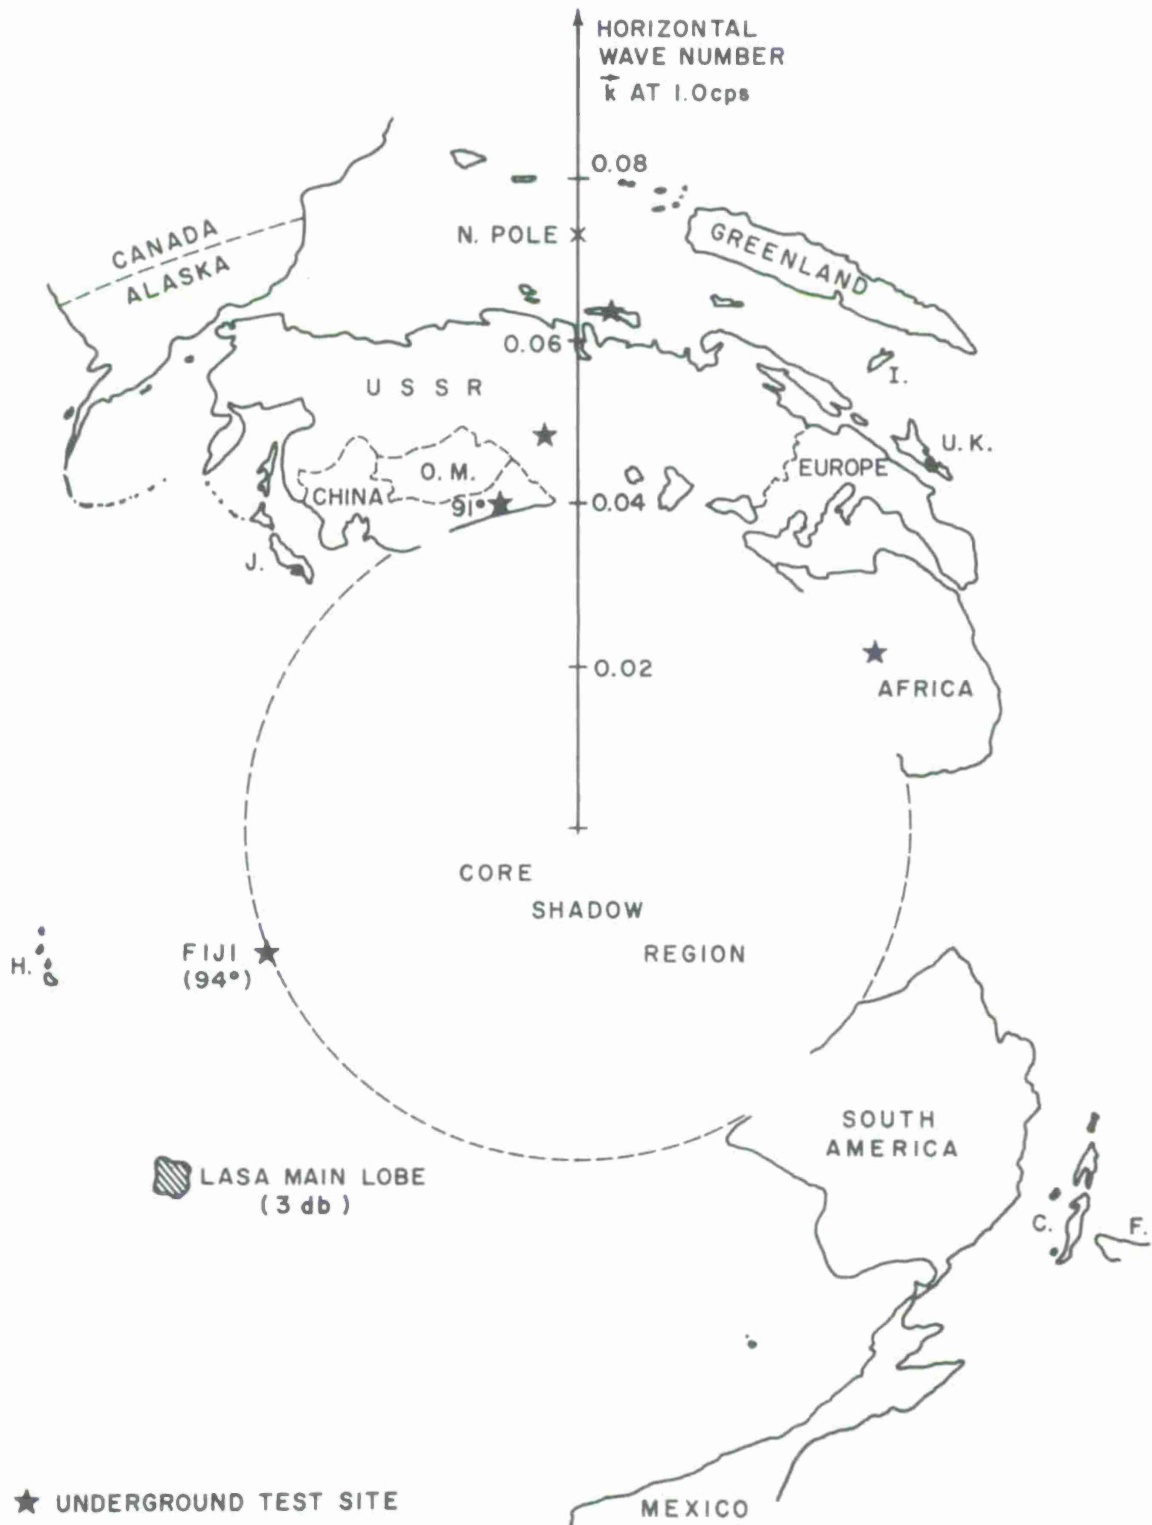 HORIZONTAL
WAVE NUMBER
k AT 1.0cps
0.08
N. POLE
GREENLAND
CANADA
ALASKA
0.06
I.
U S S R
U.K.
O.M.
EUROPE
CHINA
91°
0.04
J.
0.02
AFRICA
CORE
SHADOW
REGION
FIJI
(94°)
H.
SOUTH
AMERICA
LASA MAIN LOBE
(3 db)
C.
F.
★ UNDERGROUND TEST SITE
MEXICO